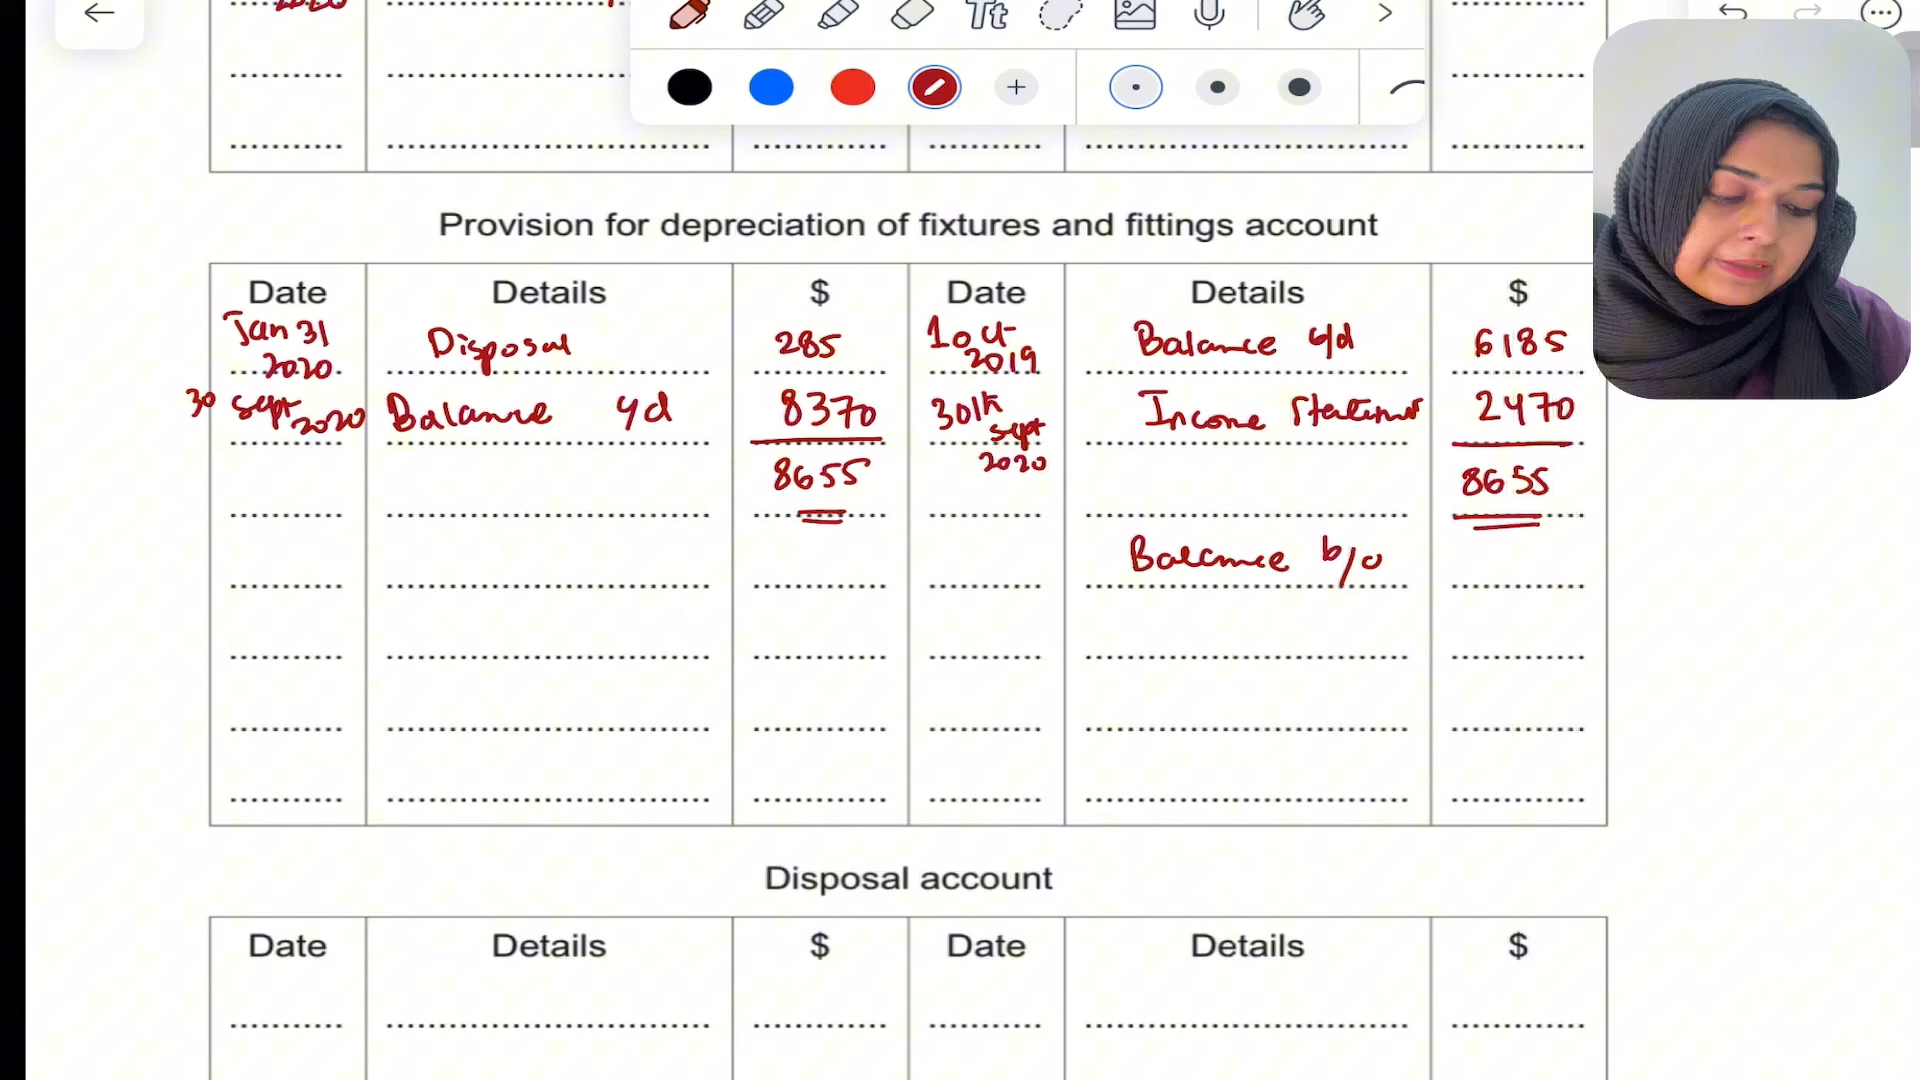 2020
Tt
Provision for depreciation of fixtures and fittings account
Date Details $ Date Details $
Jan 31 2020 Disposal 285 1 Oct 2019 Balance b/d 6185
30 Sept 2020 Balance c/d 8370 30th Sept 2020 Income Statement 2470
8655 8655
Balance b/d
Disposal account
Date Details $ Date Details $